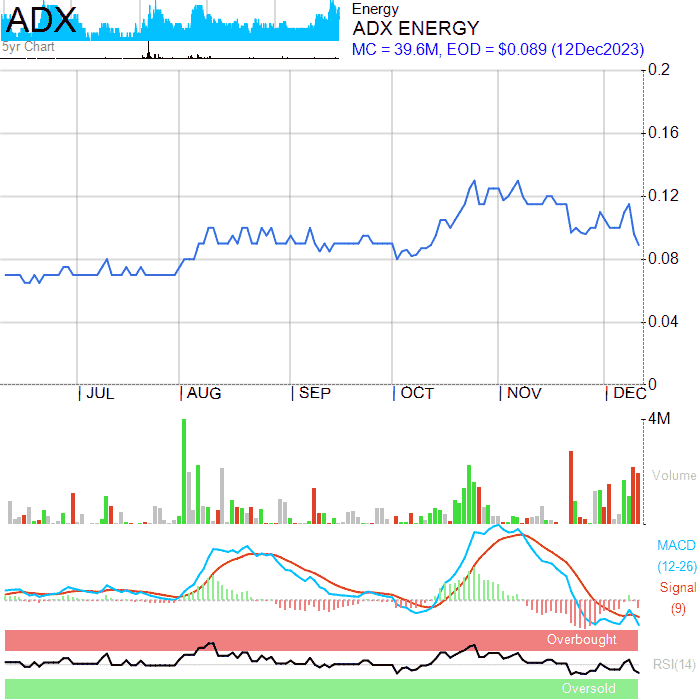 ADX
5yr Chart
Energy
ADX ENERGY
MC = 39.6M, EOD = $0.089 (12Dec2023)
0.2
0.16
0.12
0.08
0.04
0
JUL AUG SEP OCT NOV DEC
4M
Volume
MACD
(12-26)
Signal
(9)
Overbought
RSI(14)
Oversold